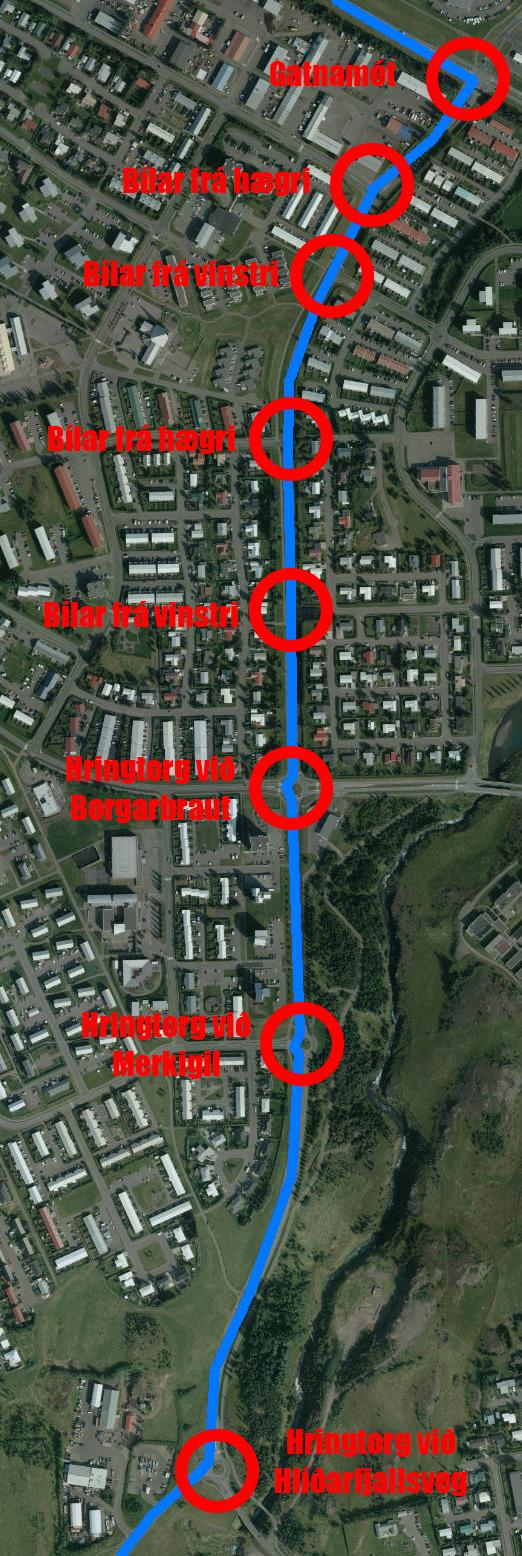 Gatnamót
Bílar frá hægri
Bílar frá vinstri
Bílar frá hægri
Bílar frá vinstri
Hringtorg við
Borgarbraut
Hringtorg við
Merkigil
Hringtorg við
Hlíðarfjallsveg